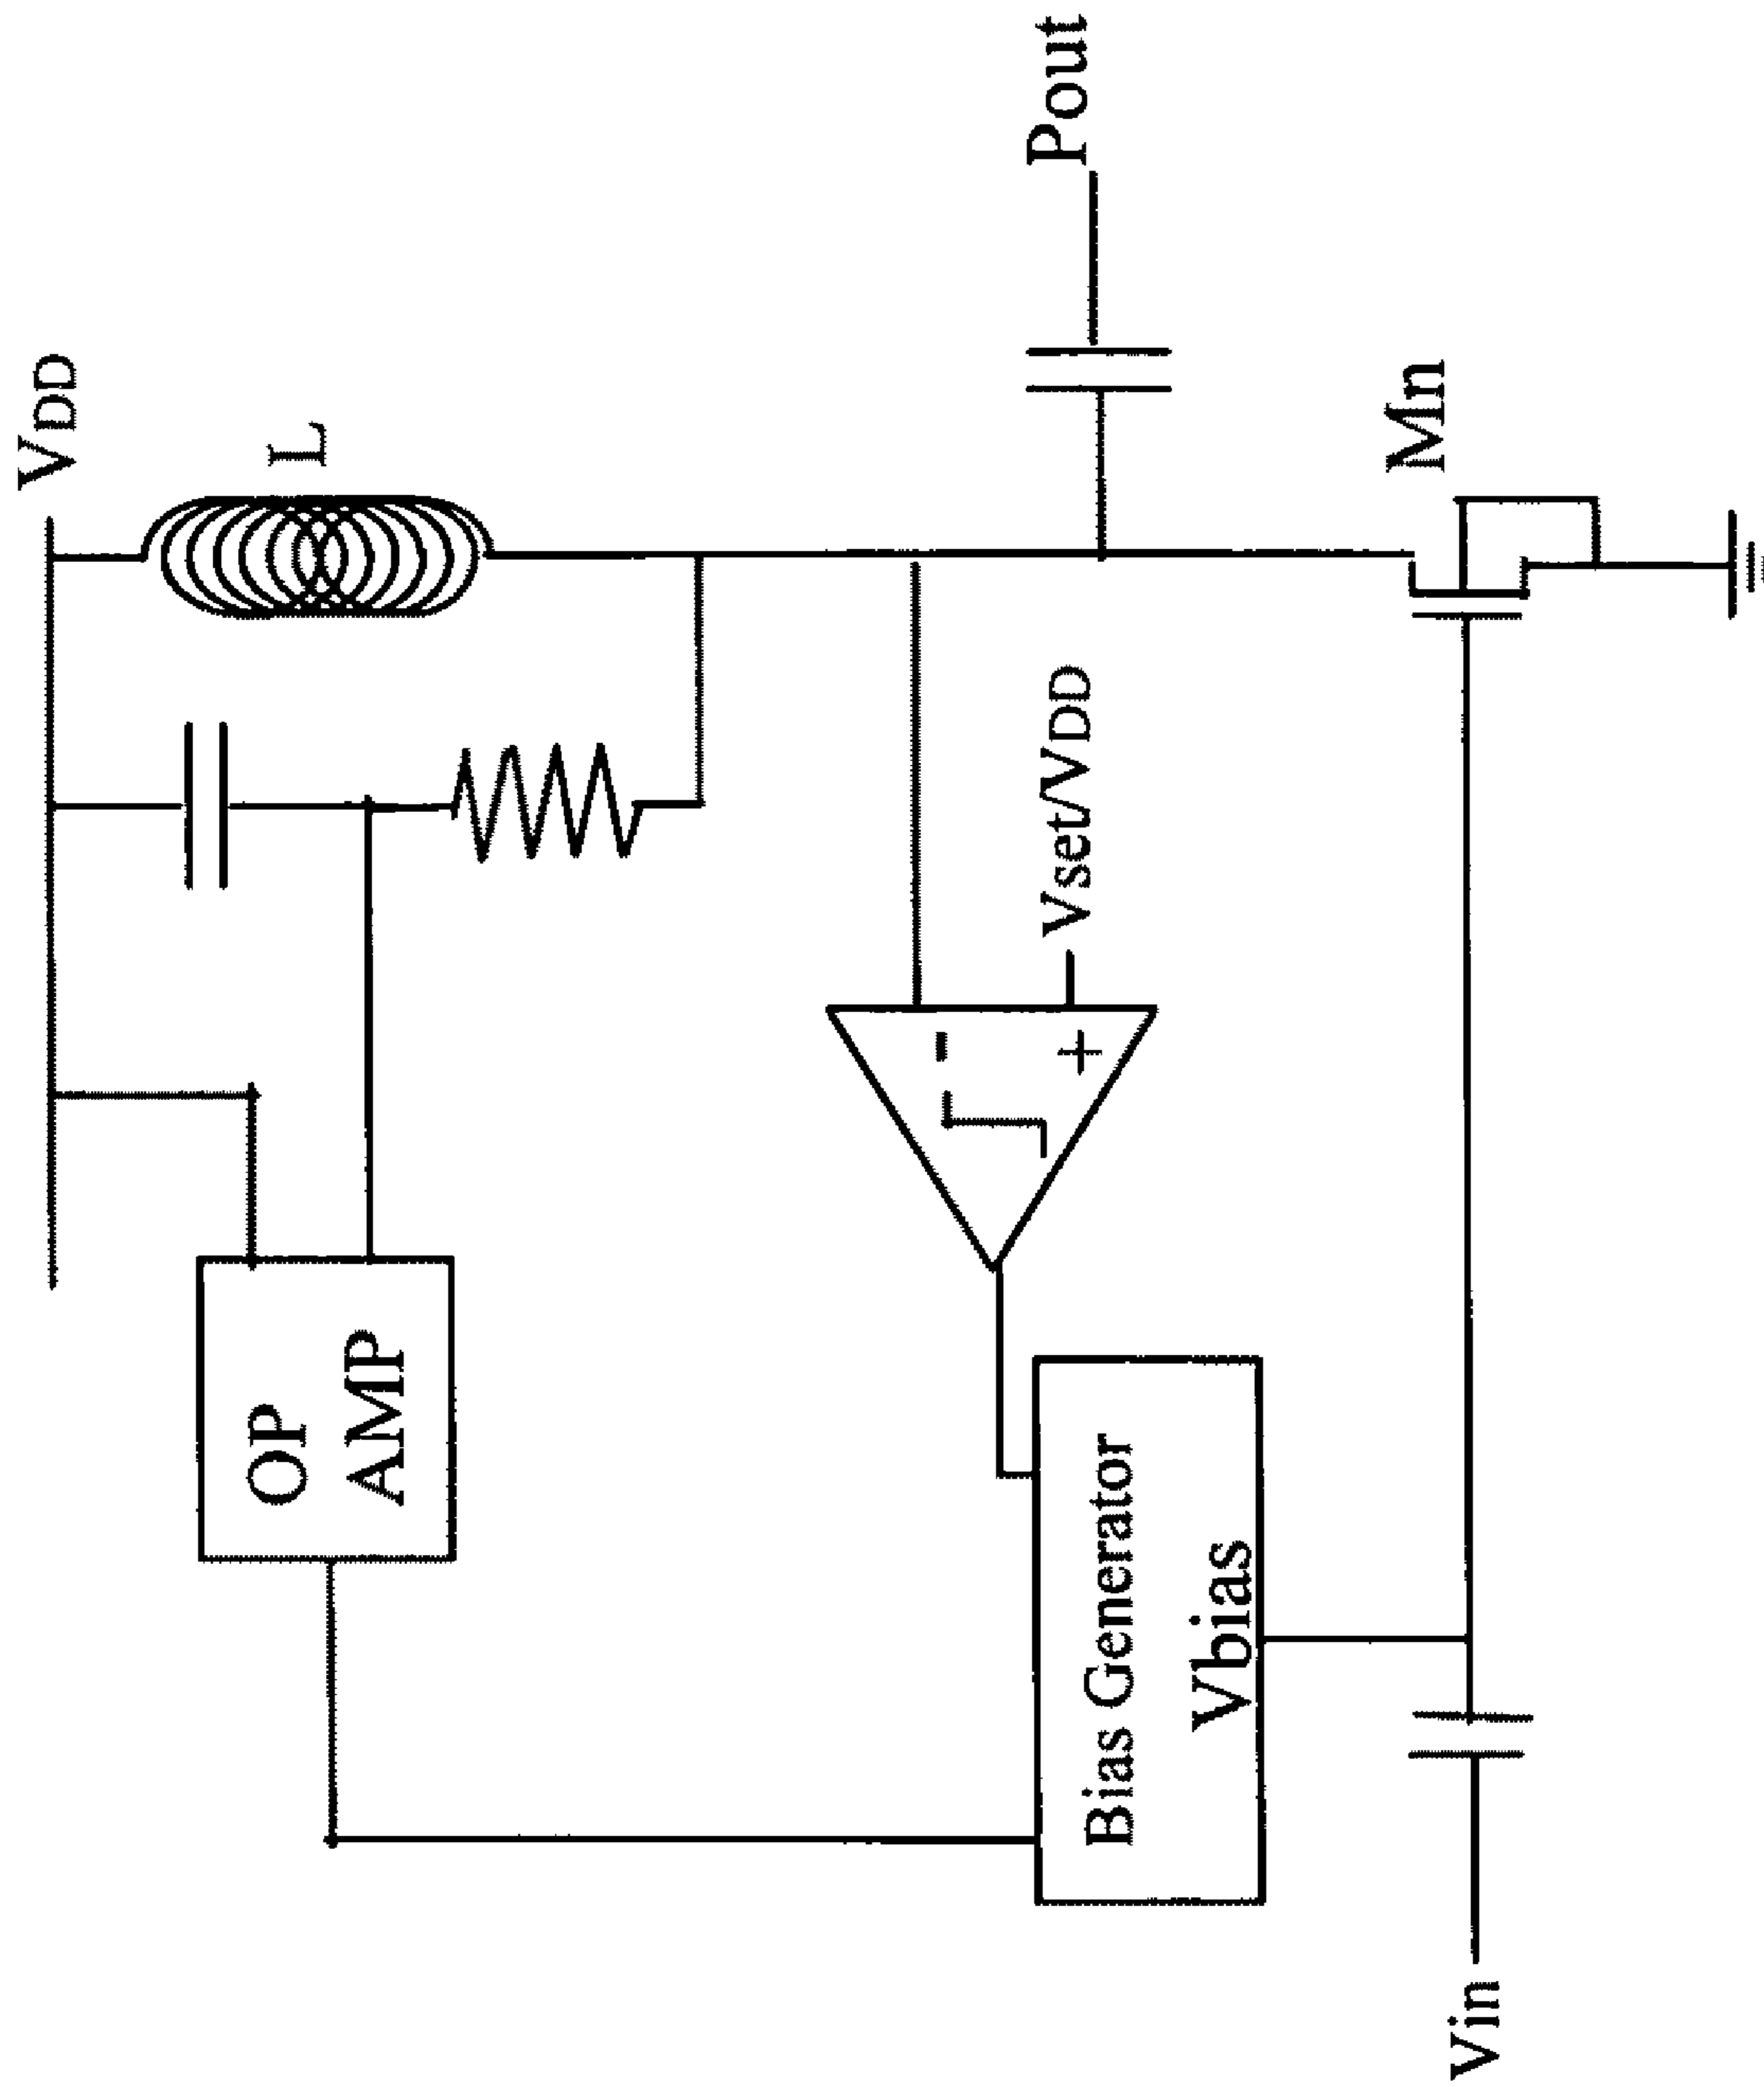 VDD
L
OP
AMP
Pout
Vset/VDD
-
+
Bias Generator
Vbias
Mn
Vin